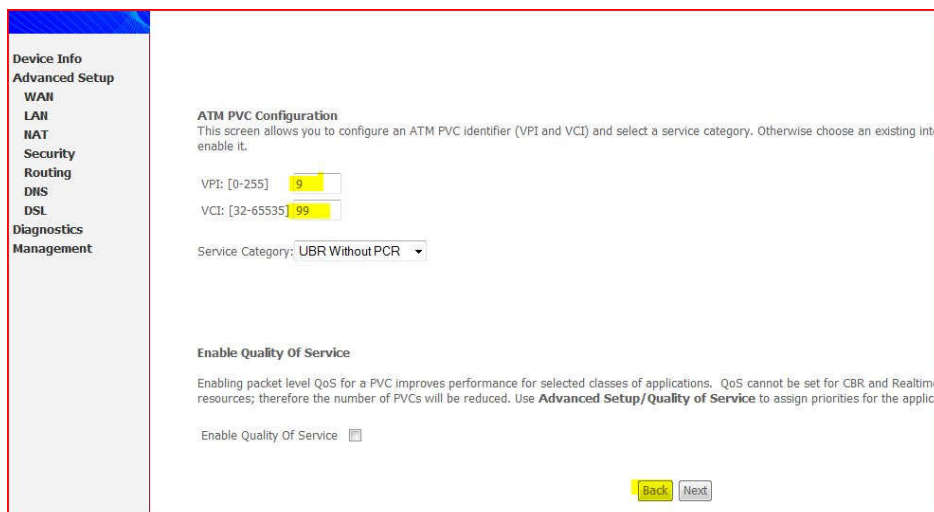 Device Info
Advanced Setup
WAN
LAN
NAT
Security
Routing
DNS
DSL
Diagnostics
Management
ATM PVC Configuration
This screen allows you to configure an ATM PVC identifier (VPI and VCI) and select a service category. Otherwise choose an existing
enable it.
VPI: [0-255] 9
VCI: [32-65535] 99
Service Category: UBR Without PCR
Enable Quality Of Service
Enabling packet level QoS for a PVC improves performance for selected classes of applications. QoS cannot be set for CBR and
resources; therefore the number of PVCs will be reduced. Use Advanced Setup/Quality of Service to assign priorities for the
Enable Quality Of Service
Back Next